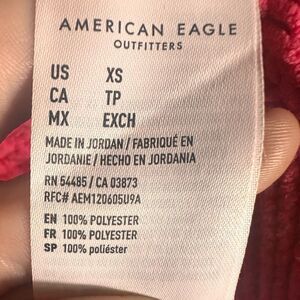 AMERICAN EAGLE
OUTFITTERS
US XS
CA TP
MX EXCH
MADE IN JORDAN / FABRIQUÉ EN
JORDANIE / HECHO EN JORDANIA
RN 54485 / CA 03873
RFC# AEM120605U9A
EN 100% POLYESTER
FR 100% POLYESTER
SP 100% poliéster